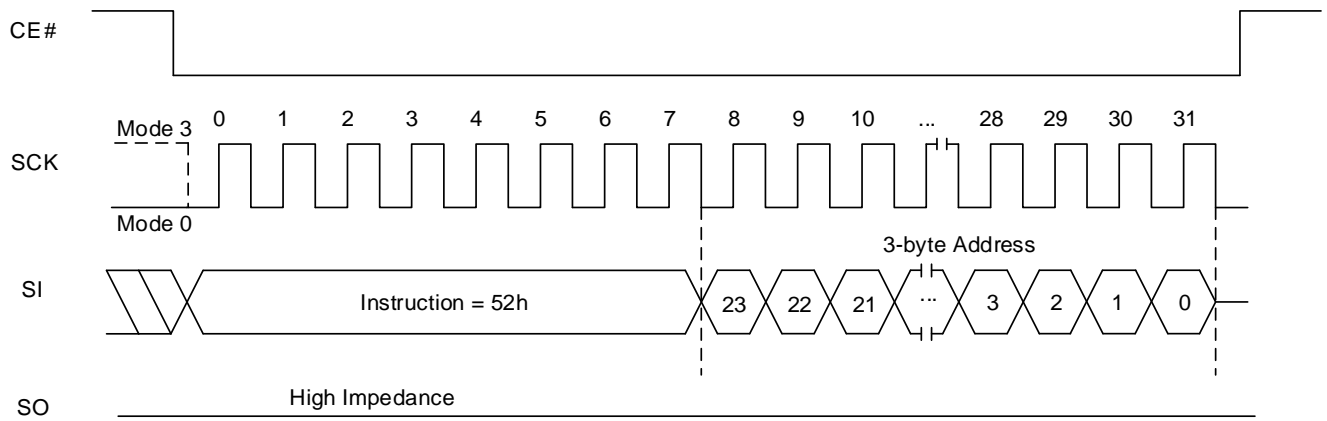 CE#
Mode 3
0 1 2 3 4 5 6 7 8 9 10 ... 28 29 30 31
SCK
Mode 0
3-byte Address
SI
Instruction = 52h
23 22 21 ... 3 2 1 0
High Impedance
SO